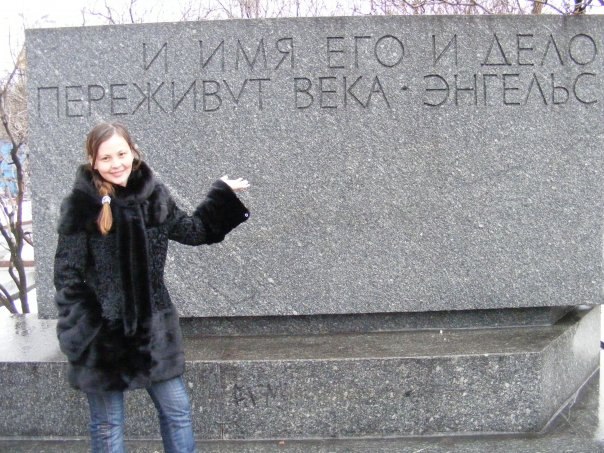 И ИМЯ ЕГО И ДЕЛО
ПЕРЕЖИВУТ ВЕКА · ЭНГЕЛЬС